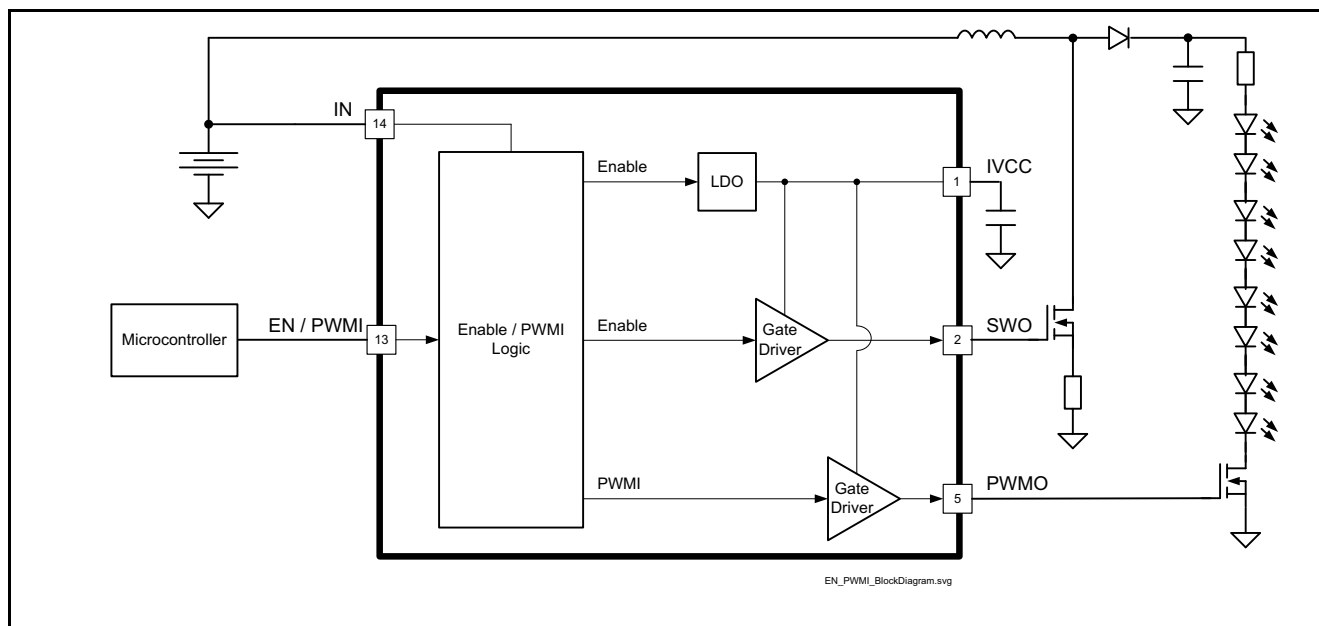 IN
14
Enable
LDO
1
IVCC
Microcontroller
EN / PWMI
13
Enable / PWMI
Logic
Enable
Gate
Driver
2
SWO
PWMI
Gate
Driver
5
PWMO
EN_PWMI_BlockDiagram.svg